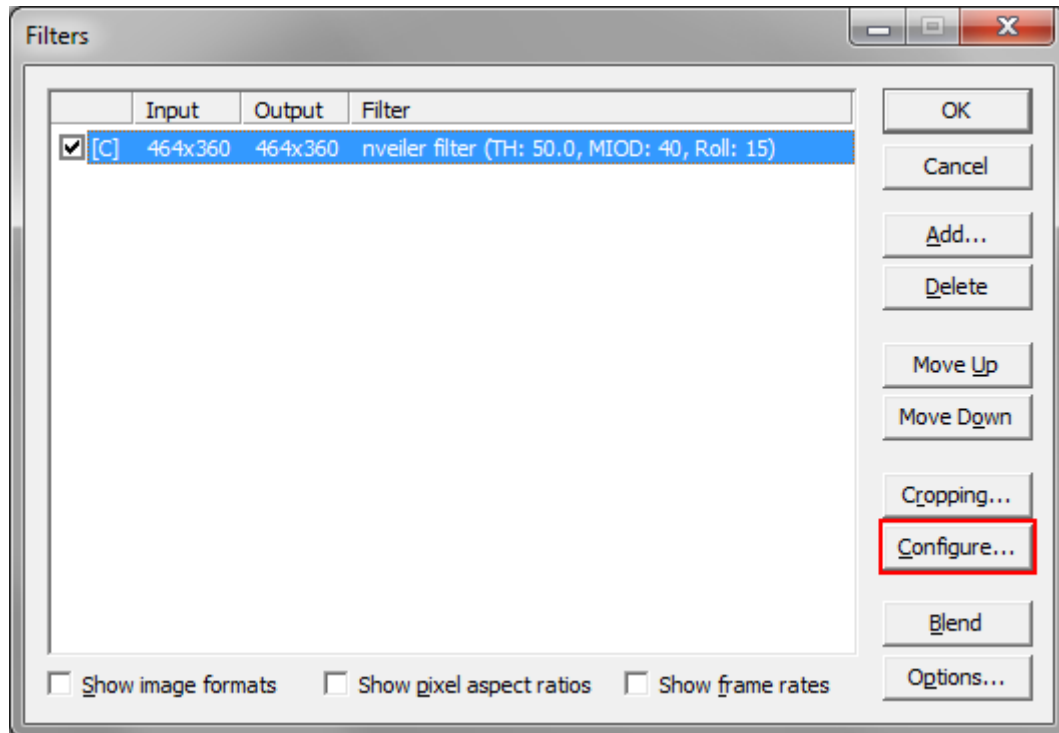 Filters
Input Output Filter
[C] 464x360 464x360 nveiler filter (TH: 50.0, MIOD: 40, Roll: 15)
OK
Cancel
Add...
Delete
Move Up
Move Down
Cropping...
Configure...
Blend
Options...
Show image formats Show pixel aspect ratios Show frame rates